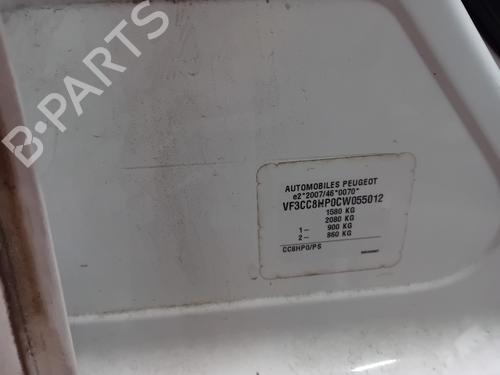 B-PARTS
AUTOMOBILES PEUGEOT
e2*2007/46*0070*
VF3CC8HP0CW055012
1580 KG
2080 KG
1- 900 KG
2- 860 KG
CC8HP0/PS